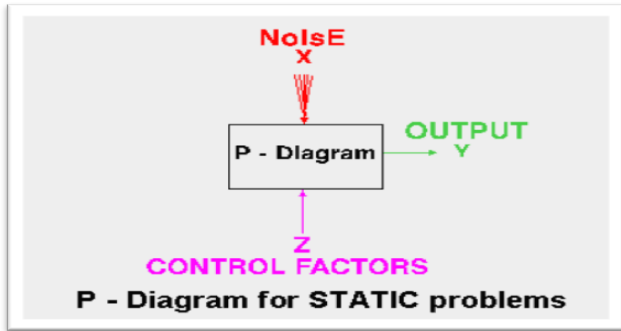 NoIsE
X
OUTPUT
P - DIagram
Y
Z
CONTROL FACTORS
P - Diagram for STATIC problems